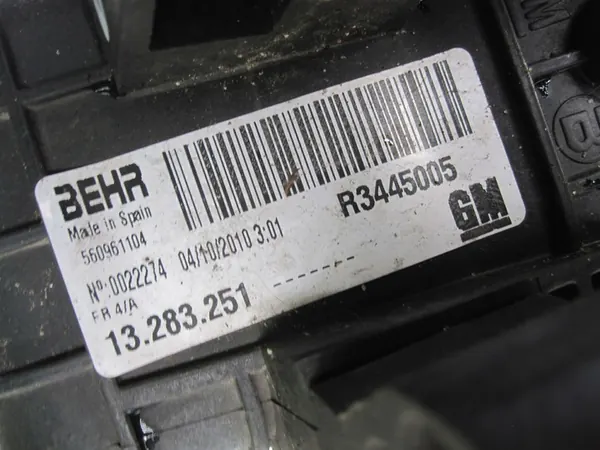 BEHR
Made in Spain
560961104
R3445005
GM
Nº:0022274 04/10/2010 3:01
FR 4/A
13.283.251 -------